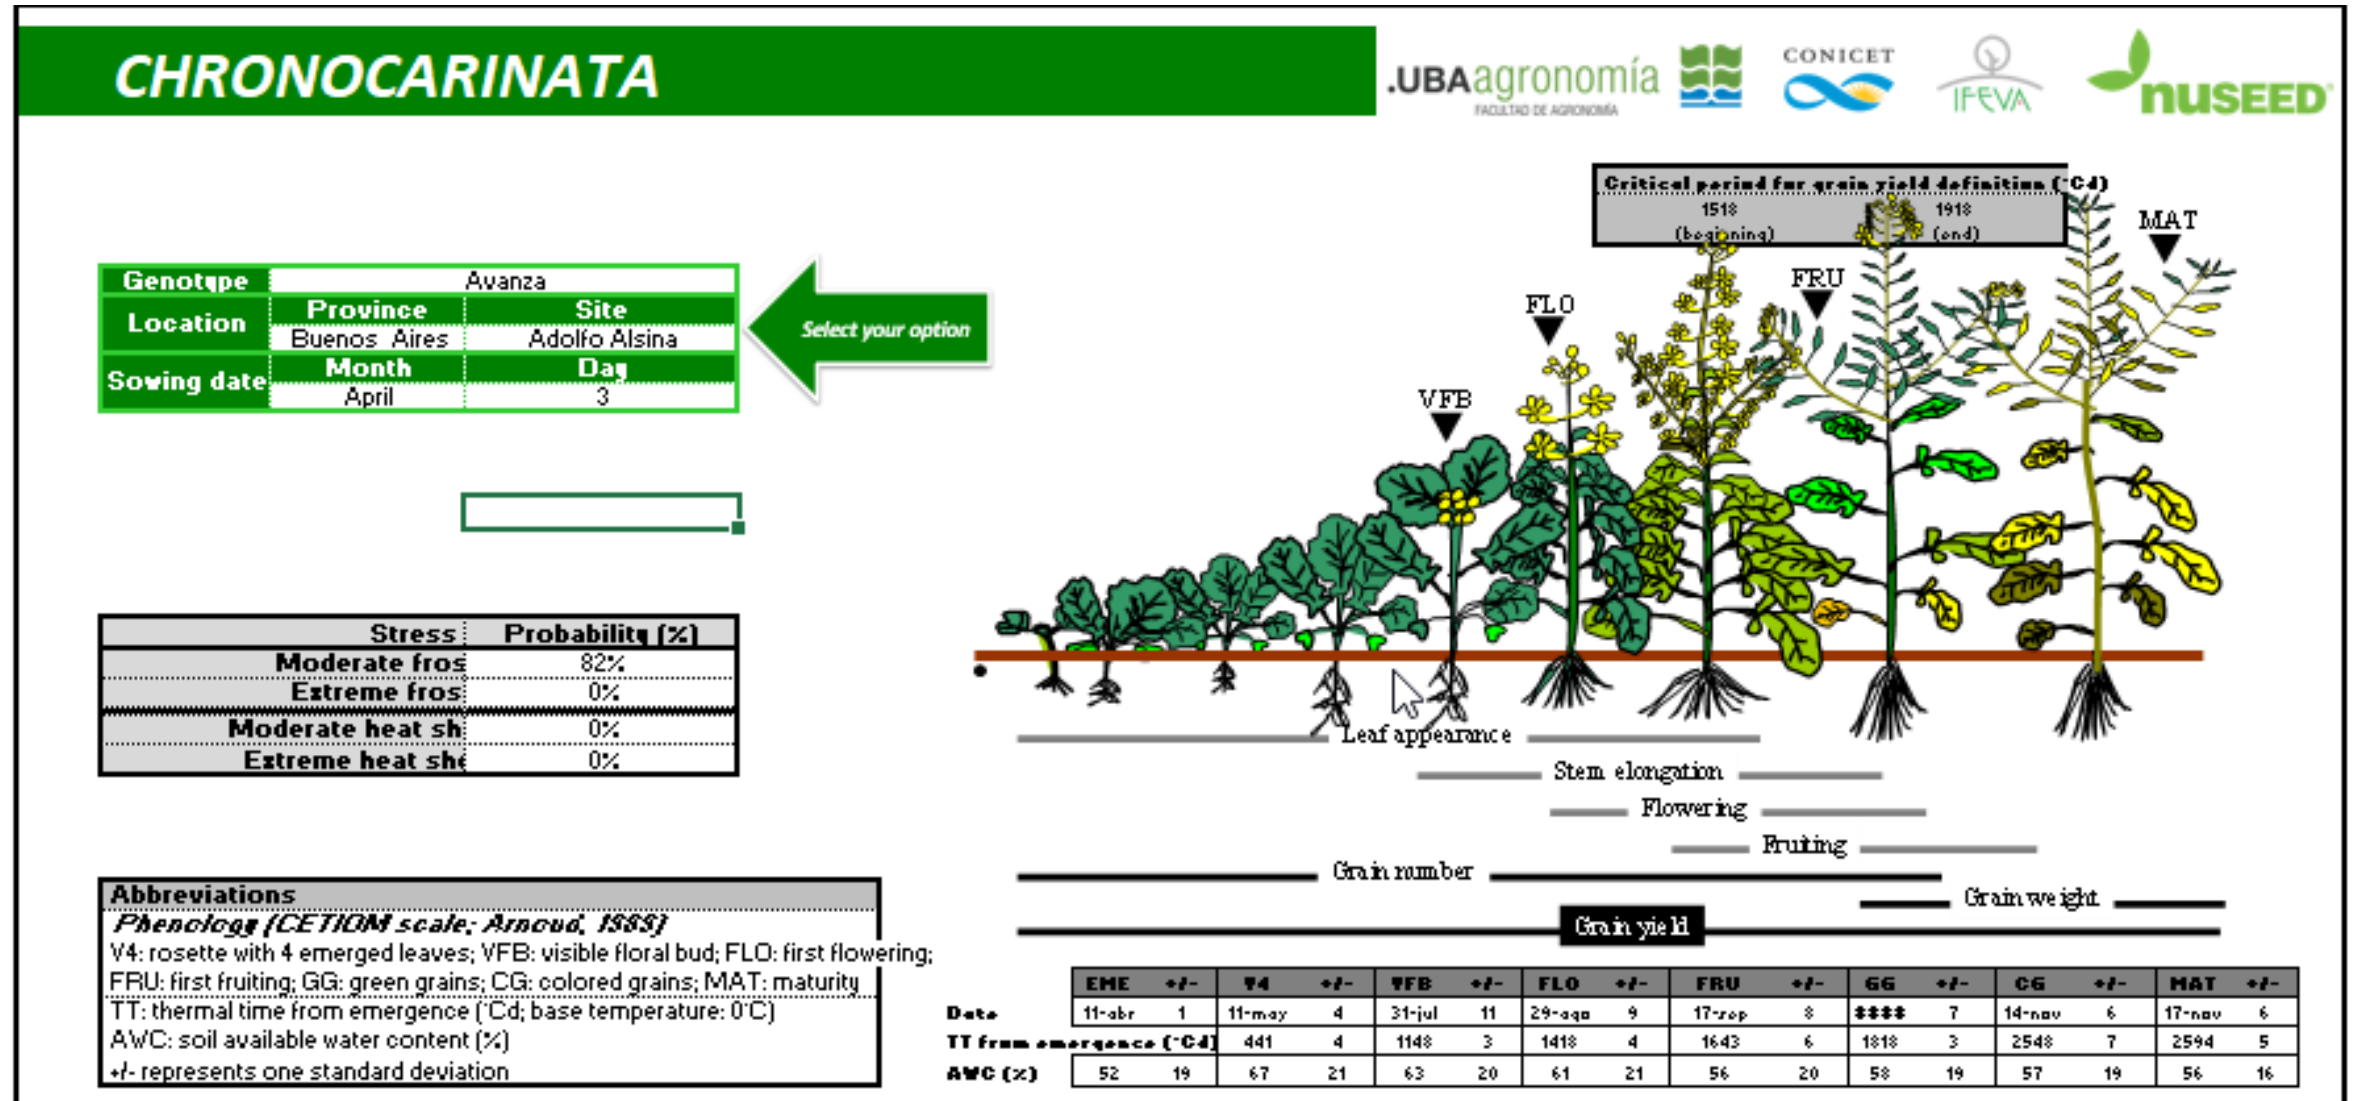 CHRONOCARINATA
.UBAagronomía
FACULTAD DE AGRONOMÍA
CONICET
IFEVA
nuSEED
Critical period for grain yield definition (°Cd)
1518 1918
(beginning) (end)
MAT
FRU
FLO
VFB
Genotype Avanza
Location Province Site
Buenos Aires Adolfo Alsina
Sowing date Month Day
April 3
Select your option
Stress Probability (%)
Moderate fros 82%
Extreme fros 0%
Moderate heat sh 0%
Extreme heat sh 0%
Leaf appearance
Stem elongation
Flowering
Fruiting
Grain number
Grain weight
Grain yield
Abbreviations
Phenology (CETIOM scale; Arnoud, 1989)
V4: rosette with 4 emerged leaves; VFB: visible floral bud; FLO: first flowering;
FRU: first fruiting; GG: green grains; CG: colored grains; MAT: maturity
TT: thermal time from emergence (°Cd; base temperature: 0°C)
AWC: soil available water content (%)
+/- represents one standard deviation
EME +/- V4 +/- VFB +/- FLO +/- FRU +/- GG +/- CG +/- MAT +/-
Date 11-abr 1 11-may 4 31-jul 11 29-ago 9 17-sep 8 #### 7 14-nov 6 17-nov 6
TT from emergence (°Cd) 441 4 1148 3 1418 4 1643 6 1818 3 2548 7 2594 5
AWC (%) 52 19 67 21 63 20 61 21 56 20 58 19 57 19 56 16